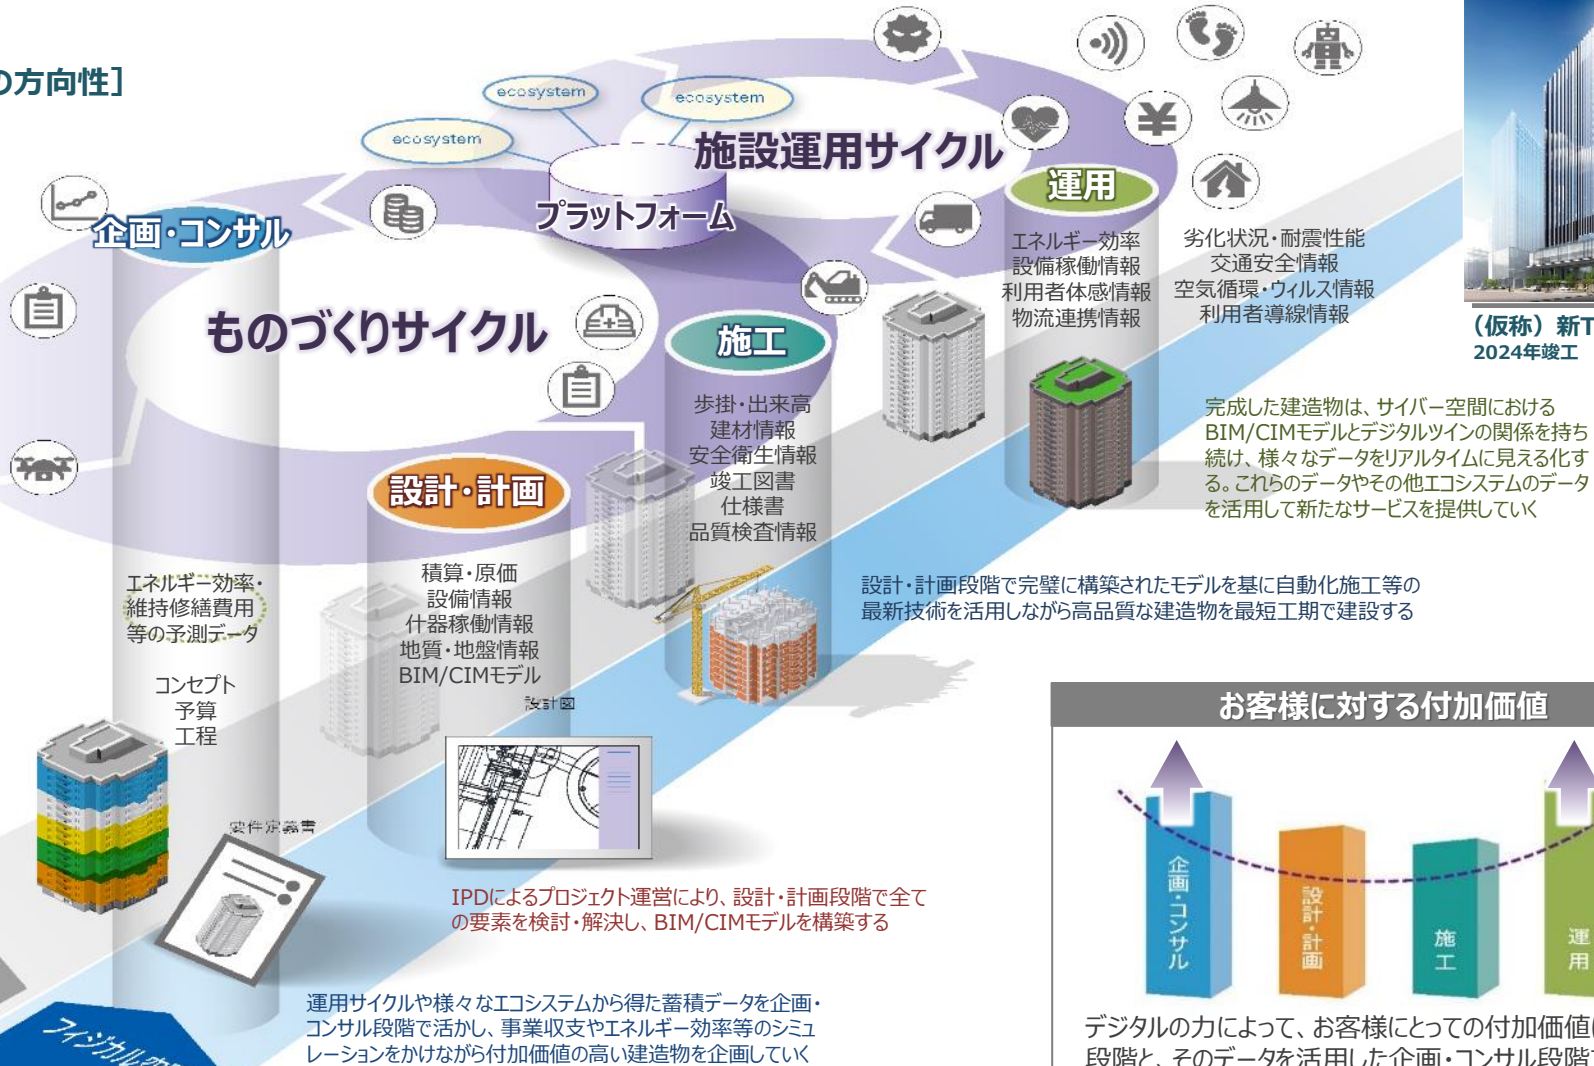 の方向性］
ecosystem
ecosystem
ecosystem
施設運用サイクル
プラットフォーム
運用
企画・コンサル
エネルギー効率
設備稼働情報
利用者体感情報
物流連携情報
劣化状況・耐震性能
交通安全情報
空気循環・ウィルス情報
利用者導線情報
（仮称）新T
2024年竣工
ものづくりサイクル
施工
歩掛・出来高
建材情報
安全衛生情報
竣工図書
仕様書
品質検査情報
完成した建造物は、サイバー空間における
BIM/CIMモデルとデジタルツインの関係を持ち
続け、様々なデータをリアルタイムに見える化す
る。これらのデータやその他エコシステムのデータ
を活用して新たなサービスを提供していく
設計・計画
積算・原価
設備情報
什器稼働情報
地質・地盤情報
BIM/CIMモデル
設計図
エネルギー効率・
維持修繕費用
等の予測データ
コンセプト
予算
工程
設計・計画段階で完璧に構築されたモデルを基に自動化施工等の
最新技術を活用しながら高品質な建造物を最短工期で建設する
要件定義書
IPDによるプロジェクト運営により、設計・計画段階で全て
の要素を検討・解決し、BIM/CIMモデルを構築する
運用サイクルや様々なエコシステムから得た蓄積データを企画・
コンサル段階で活かし、事業収支やエネルギー効率等のシミュ
レーションをかけながら付加価値の高い建造物を企画していく
フィジカル
お客様に対する付加価値
企画・コンサル
設計・計画
施工
運用
デジタルの力によって、お客様にとっての付加価値
段階と、そのデータを活用した企画・コンサル段階